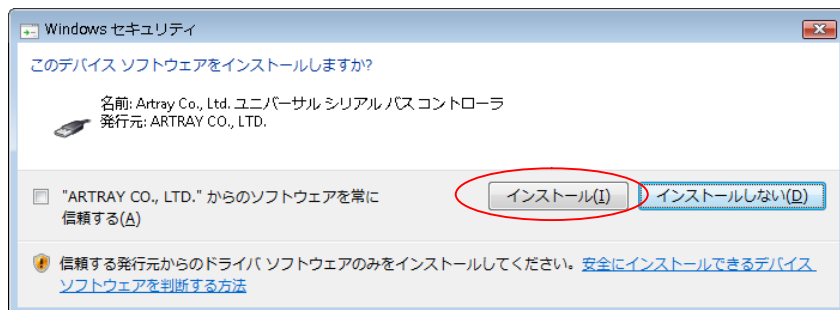 Windows セキュリティ
このデバイス ソフトウェアをインストールしますか?
名前: Artray Co., Ltd. ユニバーサル シリアル バス コントローラ
発行元: ARTRAY CO., LTD.
"ARTRAY CO., LTD." からのソフトウェアを常に
信頼する(A)
インストール(I)
インストールしない(D)
信頼する発行元からのドライバ ソフトウェアのみをインストールしてください。安全にインストールできるデバイス
ソフトウェアを判断する方法